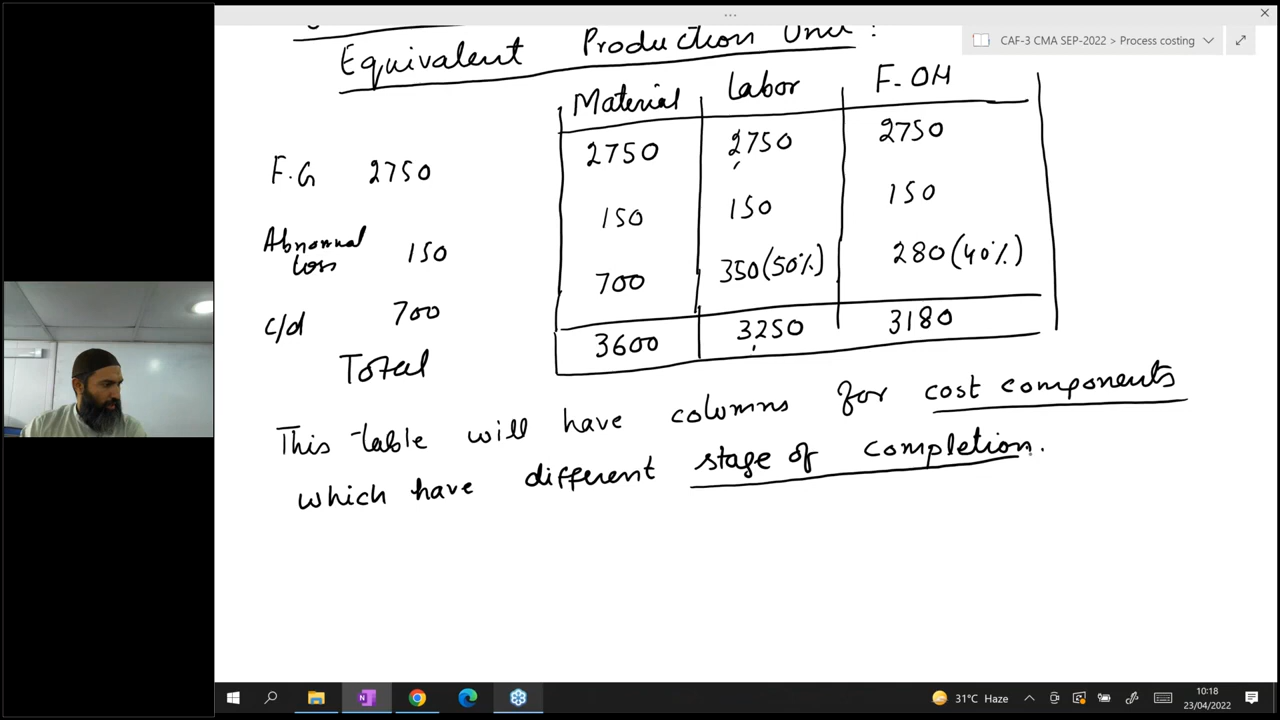 CAF-3 CMA SEP-2022 > Process costing
Equivalent Production Unit:
Material Labor F-OH
F.G 2750 2750 2750 2750
Abnormal loss 150 150 150 150
c/d 700 700 350(50%) 280(40%)
Total 3600 3250 3180
This table will have columns for cost components
which have different stage of completion.
31°C Haze
10:18
23/04/2022